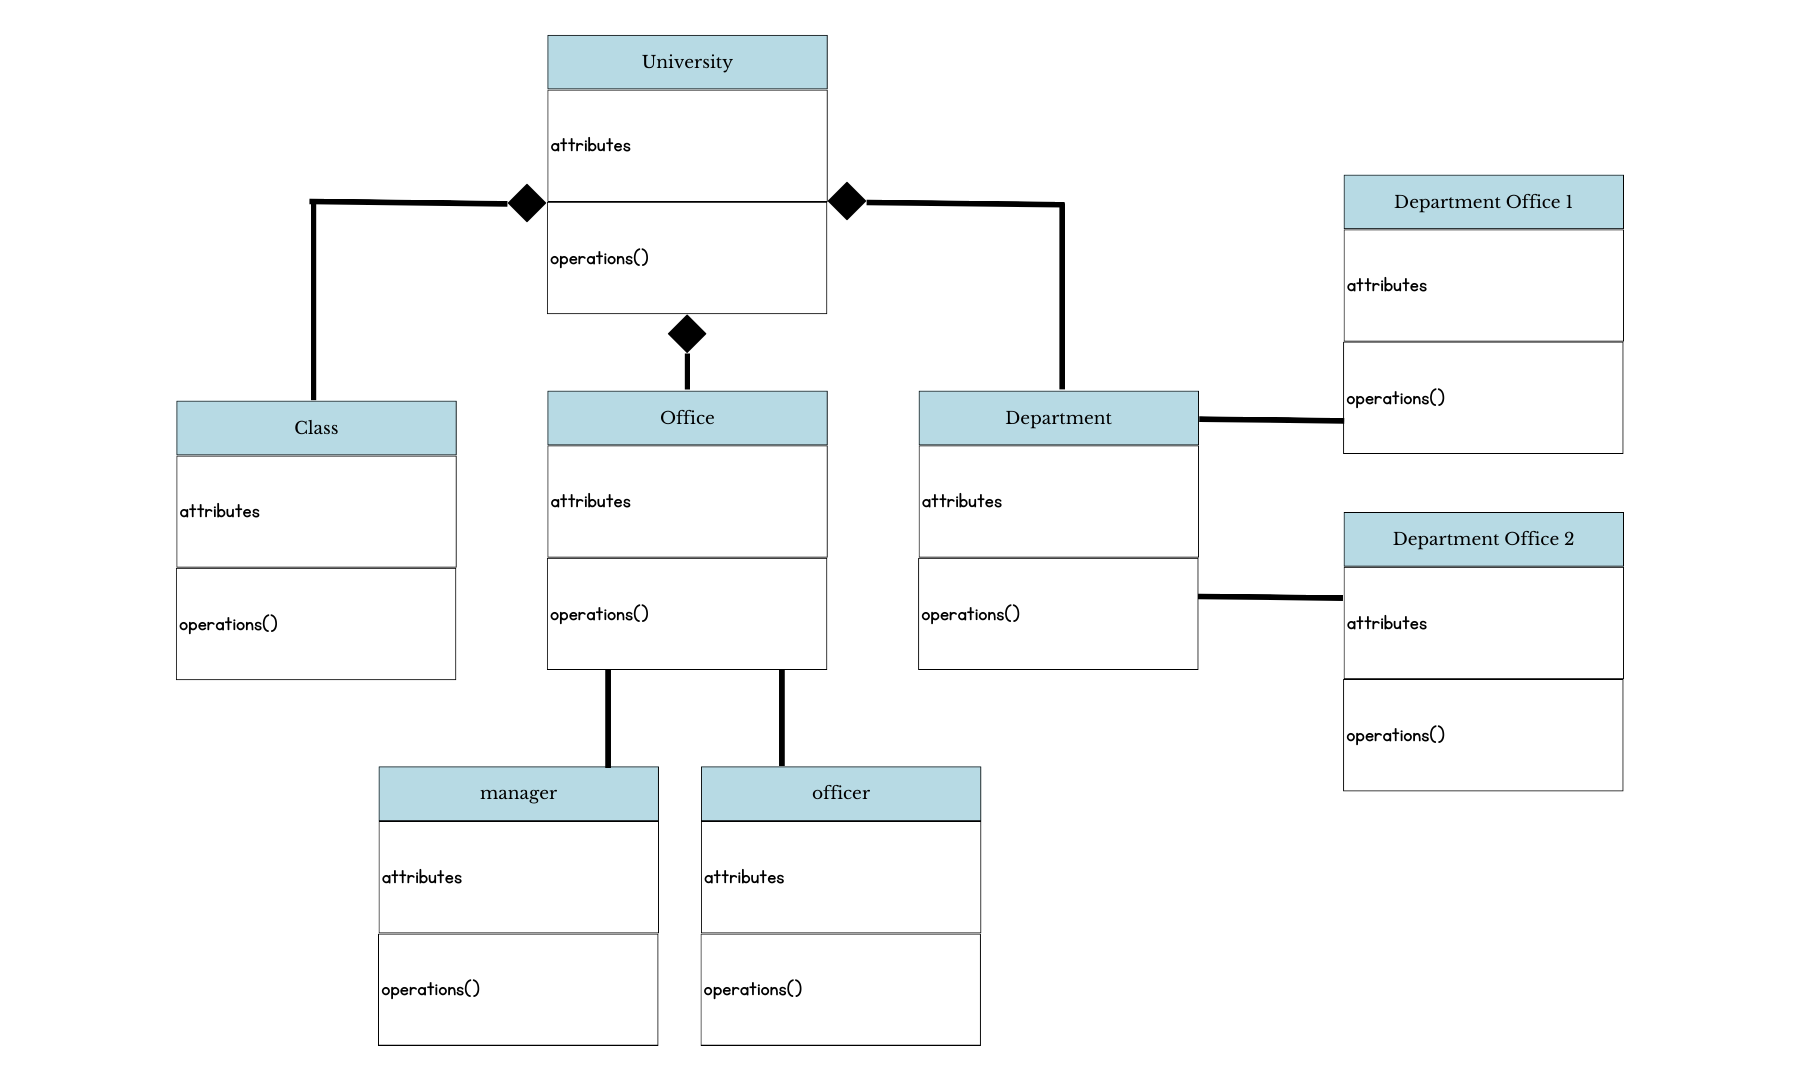 University
attributes
operations()
Department Office 1
attributes
operations()
Class
attributes
operations()
Office
attributes
operations()
Department
attributes
operations()
Department Office 2
attributes
operations()
manager
attributes
operations()
officer
attributes
operations()